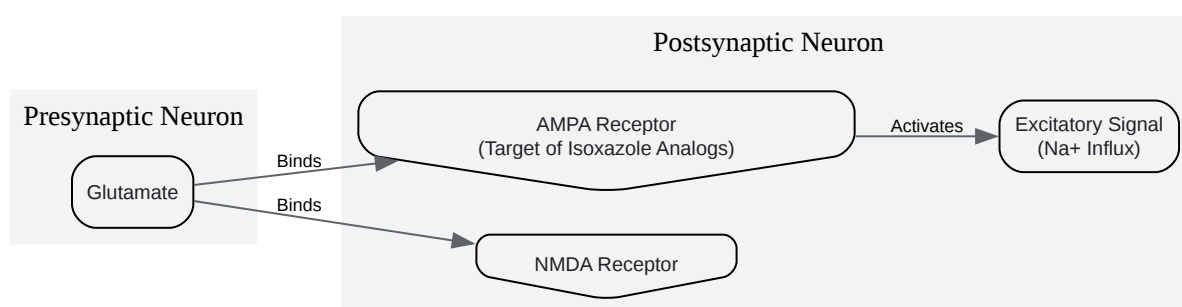 Presynaptic Neuron
Glutamate
Binds
Binds
Postsynaptic Neuron
AMPA Receptor
(Target of Isoxazole Analogs)
Activates
Excitatory Signal
(Na+ Influx)
NMDA Receptor